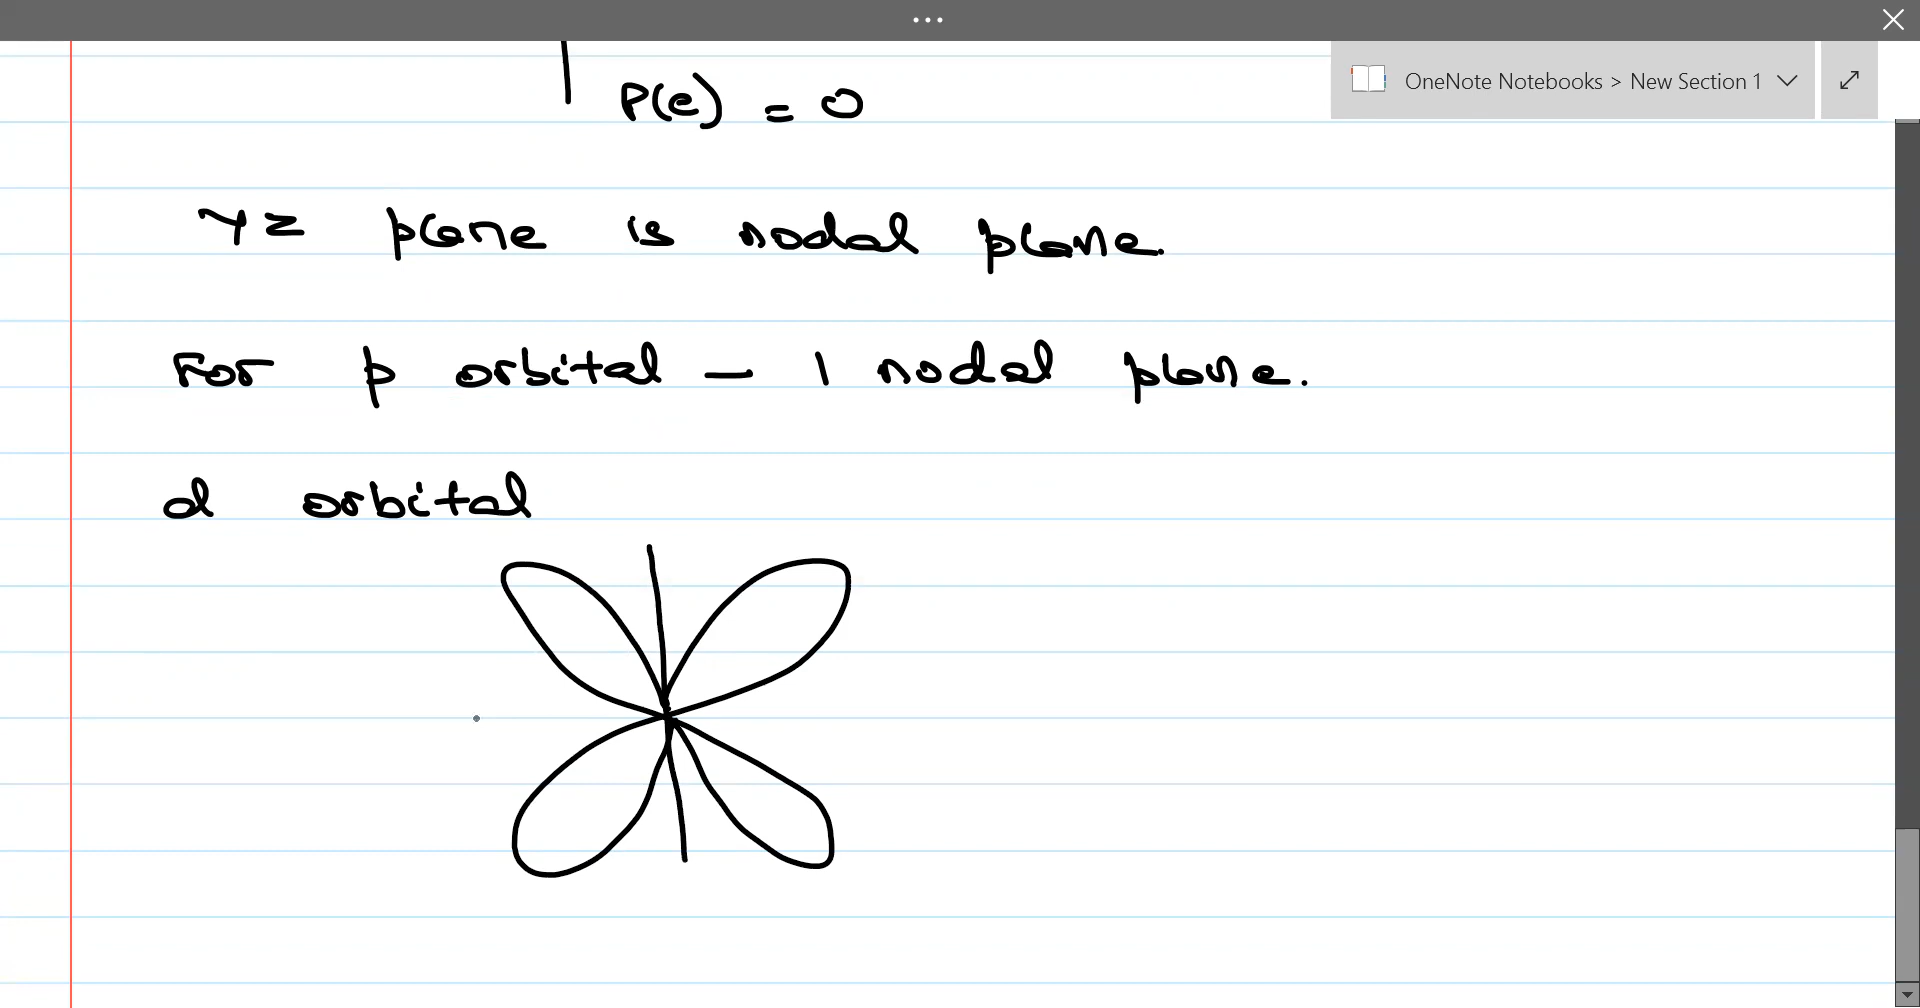 ...
OneNote Notebooks > New Section 1
P(e) = 0
YZ plane is nodal plane.
For p orbital - 1 nodal plane.
d orbital